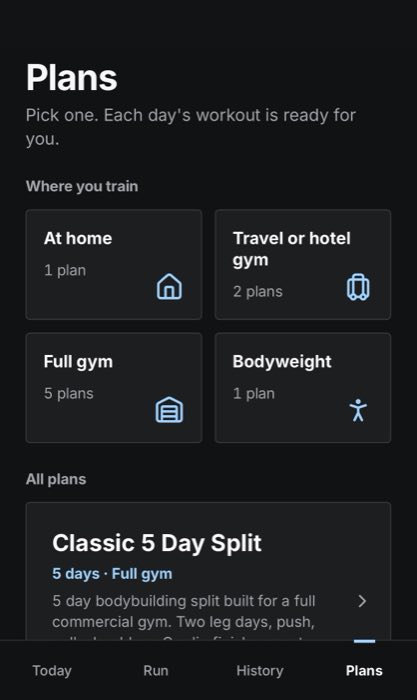 Plans
Pick one. Each day's workout is ready for
you.
Where you train
At home
1 plan
Travel or hotel
gym
2 plans
Full gym
5 plans
Bodyweight
1 plan
All plans
Classic 5 Day Split
5 days · Full gym
5 day bodybuilding split built for a full
commercial gym. Two leg days, push,
Today
Run
History
Plans